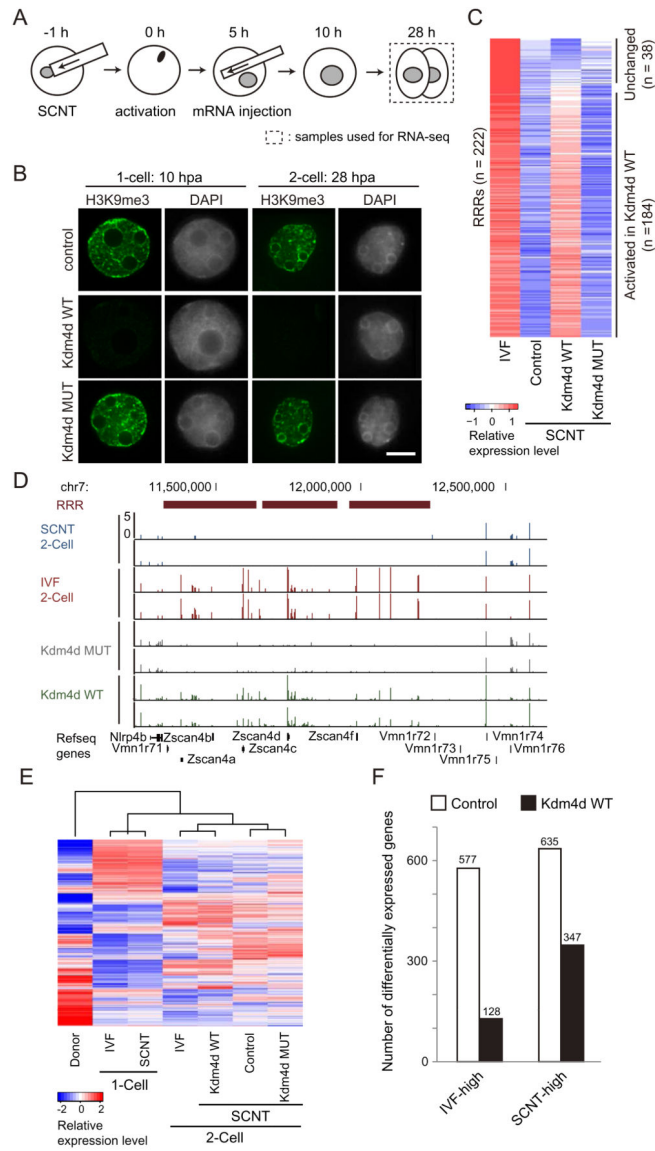 A
-1 h 0 h 5 h 10 h 28 h
SCNT activation mRNA injection
: samples used for RNA-seq
B
1-cell: 10 hpa 2-cell: 28 hpa
H3K9me3 DAPI H3K9me3 DAPI
control
Kdm4d WT
Kdm4d MUT
C
RRRs (n = 222)
Unchanged
(n = 38)
Activated in Kdm4d WT
(n =184)
IVF Control Kdm4d WT Kdm4d MUT
-1 0 1
Relative
expression level
SCNT
D
chr7: 11,500,000 12,000,000 12,500,000
RRR
5
0
SCNT
2-Cell
IVF
2-Cell
Kdm4d MUT
Kdm4d WT
Refseq
genes
Nlrp4b Zscan4b Zscan4d Zscan4f Vmn1r72 Vmn1r74
Vmn1r71 Zscan4c Vmn1r73 Vmn1r76
Zscan4a Vmn1r75
E
Donor IVF SCNT IVF Kdm4d WT Control Kdm4d MUT
1-Cell
SCNT
2-Cell
-2 0 2
Relative
expression level
F
Control Kdm4d WT
Number of differentially expressed genes
600
300
0
577 128 635 347
IVF-high SCNT-high